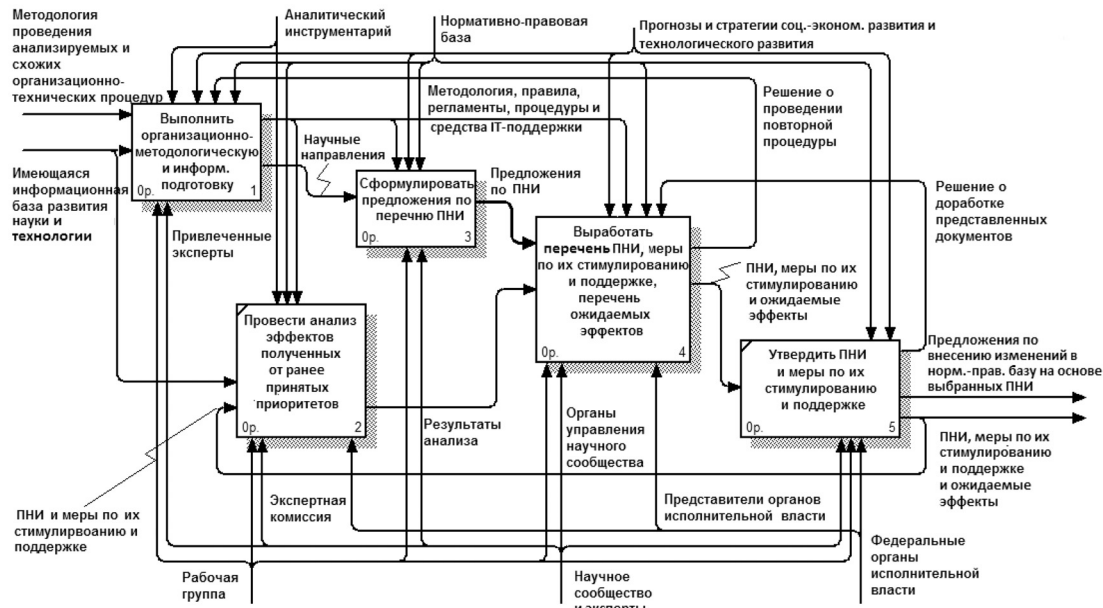 Методология
проведения
анализируемых и
схожих
организационно-
технических процедур
Аналитический
инструментарий
Нормативно-правовая
база
Прогнозы и стратегии соц.-эконом. развития и
технологического развития
Методология, правила,
регламенты, процедуры и
средства IT-поддержки
Решение о
проведении
повторной
процедуры
Выполнить
организационно-
методологическую
и информ.
подготовку
0р.
1
Научные
направления
Имеющаяся
информационная
база развития
науки и
технологии
Сформулировать
предложения по
перечню ПНИ
0р.
3
Предложения
по ПНИ
Решение о
доработке
представленных
документов
Привлеченные
эксперты
Выработать
перечень ПНИ, меры
по их стимулированию
и поддержке,
перечень
ожидаемых
эффектов
0р.
4
ПНИ, меры по их
стимулированию
и ожидаемые
эффекты
Провести анализ
эффектов
полученных
от ранее
принятых
приоритетов
0р.
2
Утвердить ПНИ
и меры по их
стимулированию
и поддержке
0р.
5
Предложения по
внесению изменений в
норм.-прав. базу на основе
выбранных ПНИ
Результаты
анализа
Органы
управления
научного
сообщества
ПНИ, меры по их
стимулированию
и поддержке
и ожидаемые
эффекты
ПНИ и меры по их
стимулирвоанию и
поддержке
Экспертная
комиссия
Представители органов
исполнительной власти
Рабочая
группа
Научное
сообщество
и эксперты
Федеральные
органы
исполнительной
власти